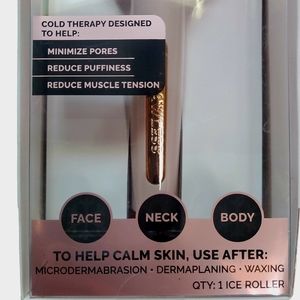 COLD THERAPY DESIGNED
TO HELP:
MINIMIZE PORES
REDUCE PUFFINESS
REDUCE MUSCLE TENSION
FACE
NECK
BODY
TO HELP CALM SKIN, USE AFTER:
MICRODERMABRASION • DERMAPLANING • WAXING
QTY: 1 ICE ROLLER